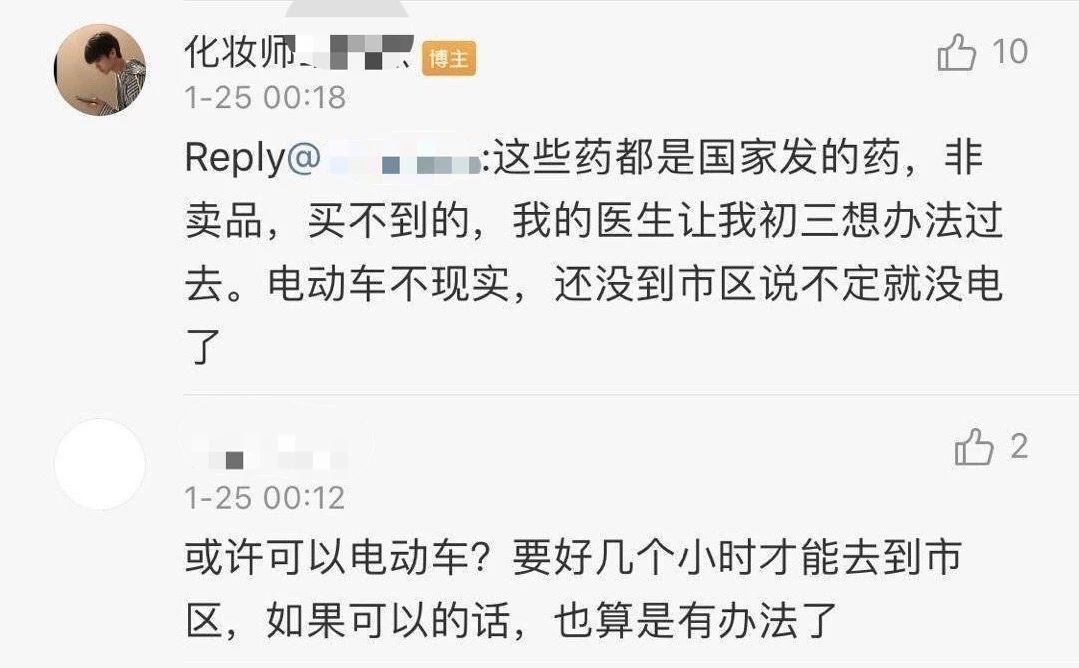 化妆师
博主
10
1-25 00:18
Reply@ :这些药都是国家发的药，非
卖品，买不到的，我的医生让我初三想办法过
去。电动车不现实，还没到市区说不定就没电
了
2
1-25 00:12
或许可以电动车？要好几个小时才能去到市
区，如果可以的话，也算是有办法了